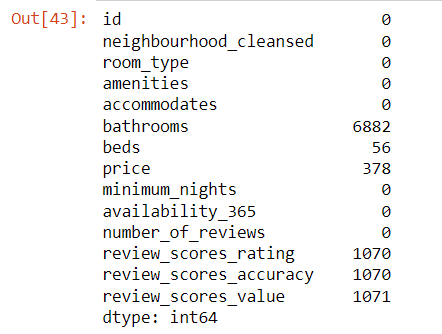 Out[43]: id 0
neighbourhood_cleansed 0
room_type 0
amenities 0
accommodates 0
bathrooms 6882
beds 56
price 378
minimum_nights 0
availability_365 0
number_of_reviews 0
review_scores_rating 1070
review_scores_accuracy 1070
review_scores_value 1071
dtype: int64